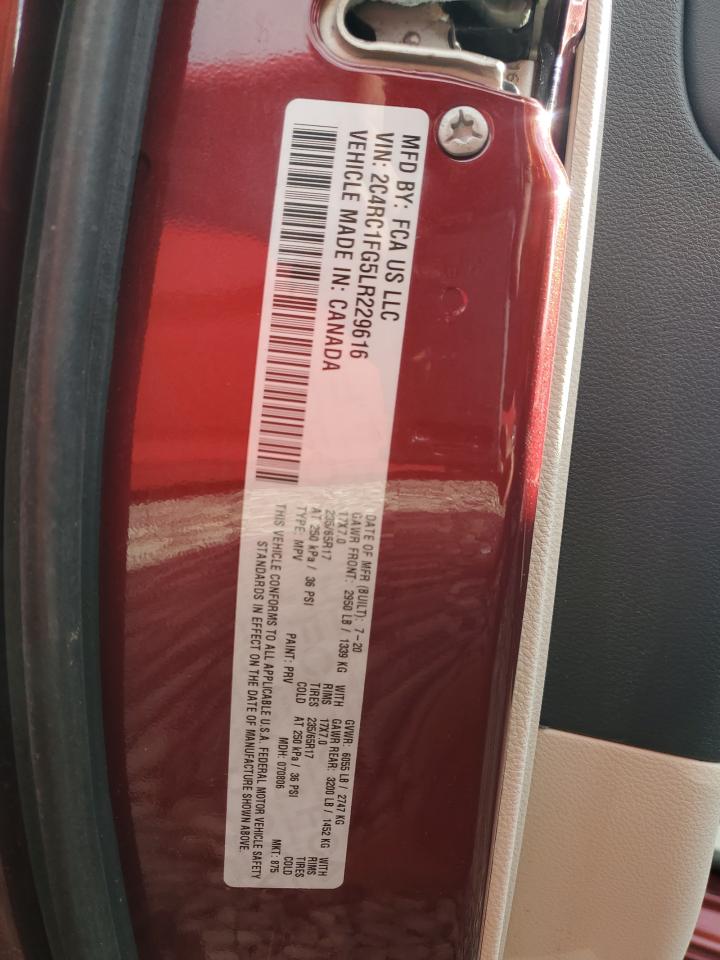 MFD BY: FCA US LLC
VIN: 2C4RC1FG5LR229616
VEHICLE MADE IN: CANADA
DATE OF MFR (BUILT): 7-20 GVWR: 6055 LB / 2747 KG
GAWR FRONT: 2950 LB / 1339 KG WITH GAWR REAR: 3200 LB / 1452 KG WITH
17X7.0 RIMS 17X7.0 RIMS
235/65R17 TIRES 235/65R17 TIRES
AT 250 kPa / 36 PSI COLD AT 250 kPa / 36 PSI COLD
TYPE: MPV PAINT: PRV MDH: 070806 MKT: 875
THIS VEHICLE CONFORMS TO ALL APPLICABLE U.S.A. FEDERAL MOTOR VEHICLE SAFETY
STANDARDS IN EFFECT ON THE DATE OF MANUFACTURE SHOWN ABOVE.